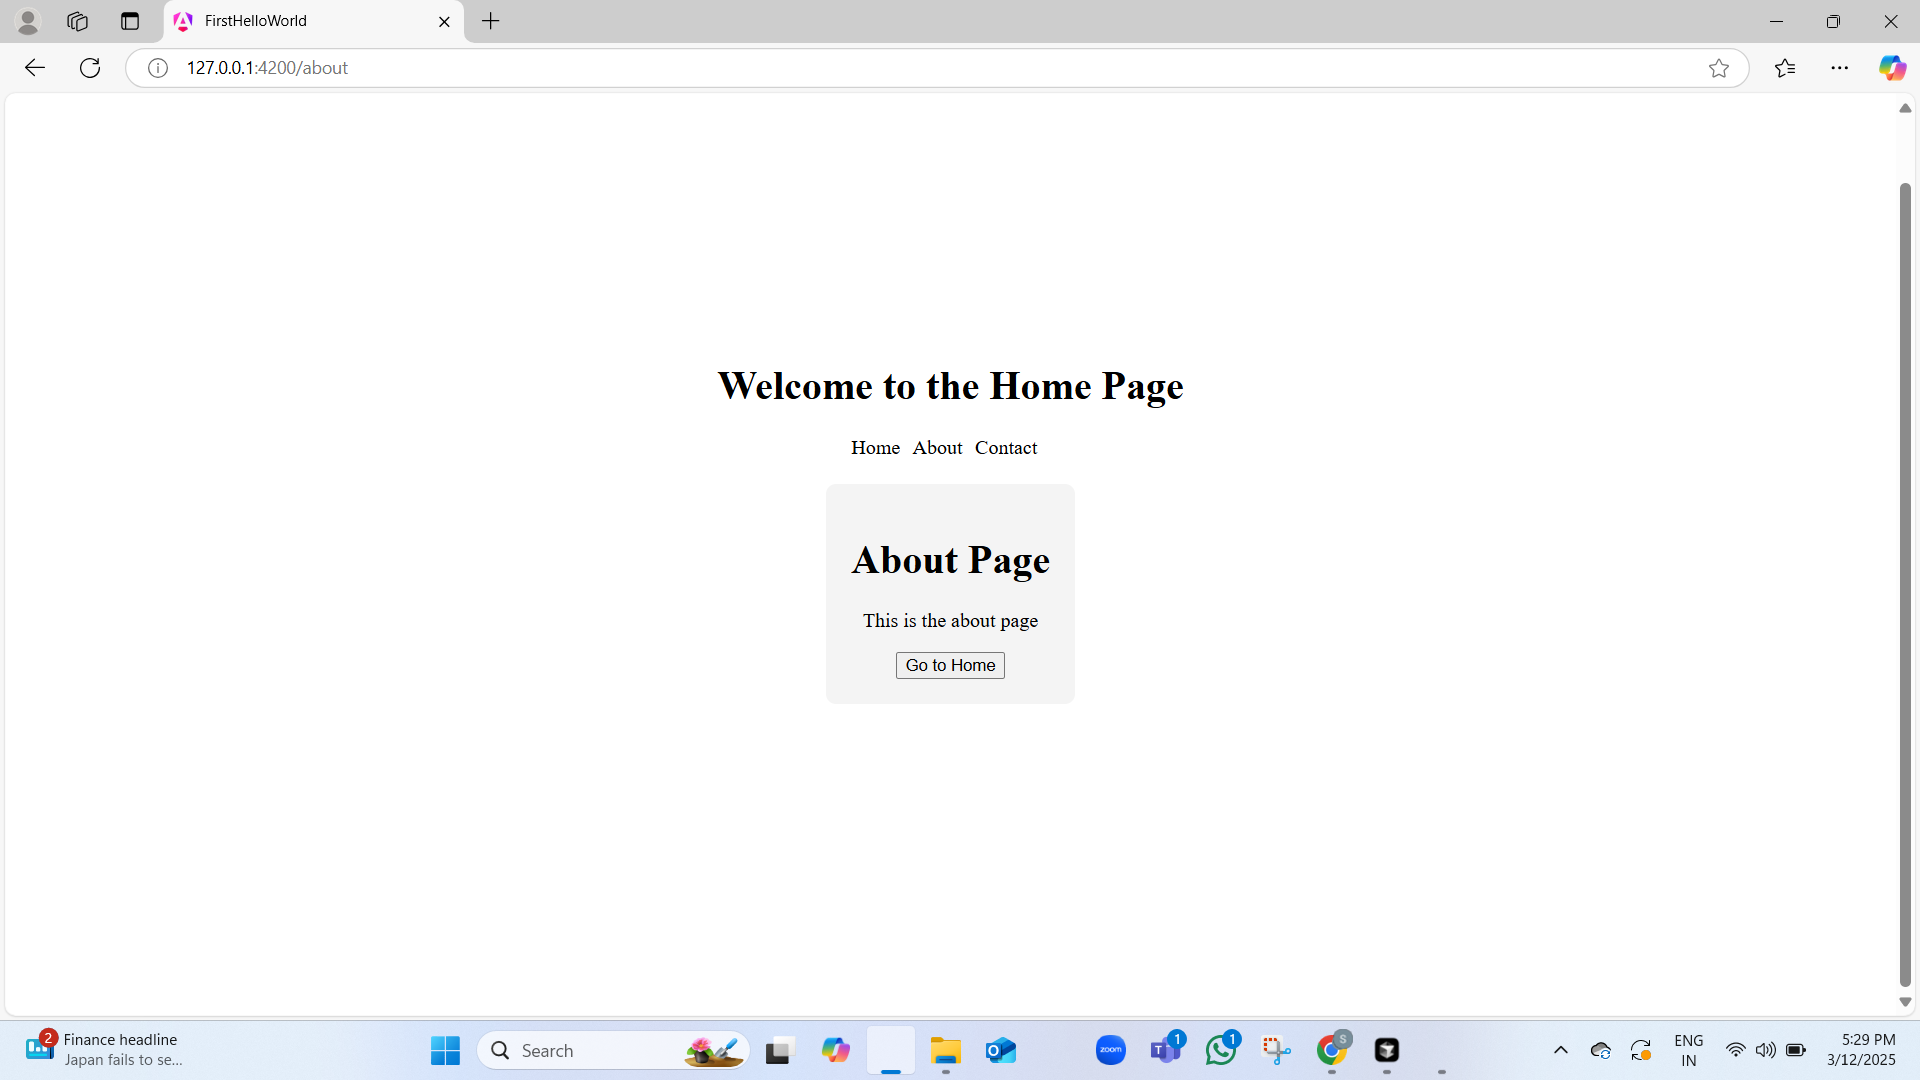 FirstHelloWorld
127.0.0.1:4200/about
Welcome to the Home Page
Home About Contact
About Page
This is the about page
Go to Home
2
Finance headline
Japan fails to se...
Search
zoom
T 1
1
S
ENG
IN
5:29 PM
3/12/2025